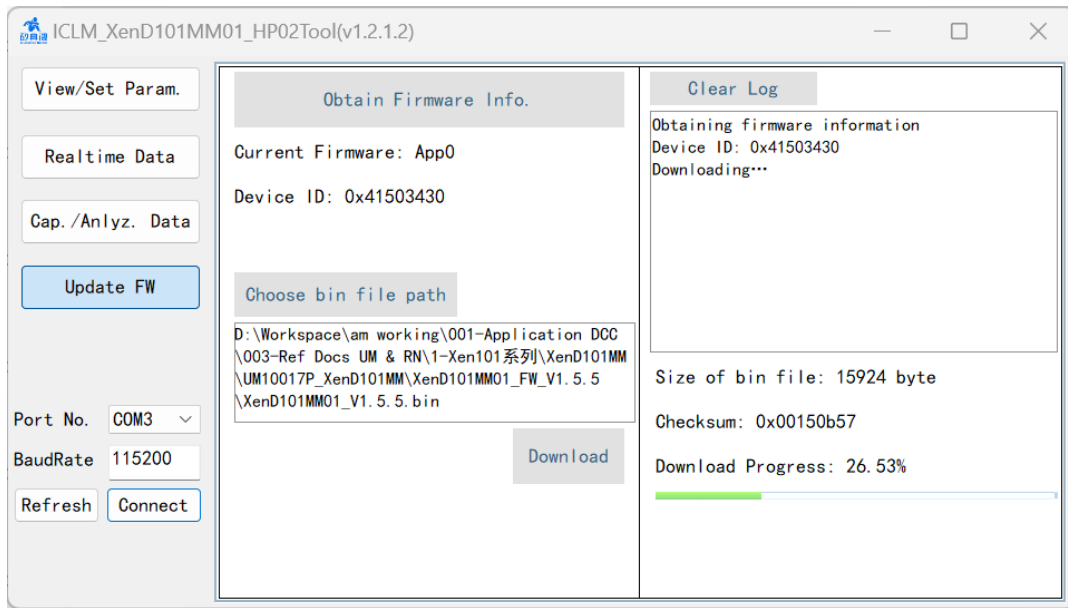 ICLM_XenD101MM01_HP02Tool(v1.2.1.2)
View/Set Param.
Realtime Data
Cap./Anlyz. Data
Update FW
Port No. COM3
BaudRate 115200
Refresh Connect
Obtain Firmware Info.
Current Firmware: App0
Device ID: 0x41503430
Choose bin file path
D:\Workspace\am working\001-Application DCC
\003-Ref Docs UM & RN\1-Xen101系列\XenD101MM
\UM10017P_XenD101MM\XenD101MM01_FW_V1.5.5
\XenD101MM01_V1.5.5.bin
Download
Clear Log
Obtaining firmware information
Device ID: 0x41503430
Downloading…
Size of bin file: 15924 byte
Checksum: 0x00150b57
Download Progress: 26.53%